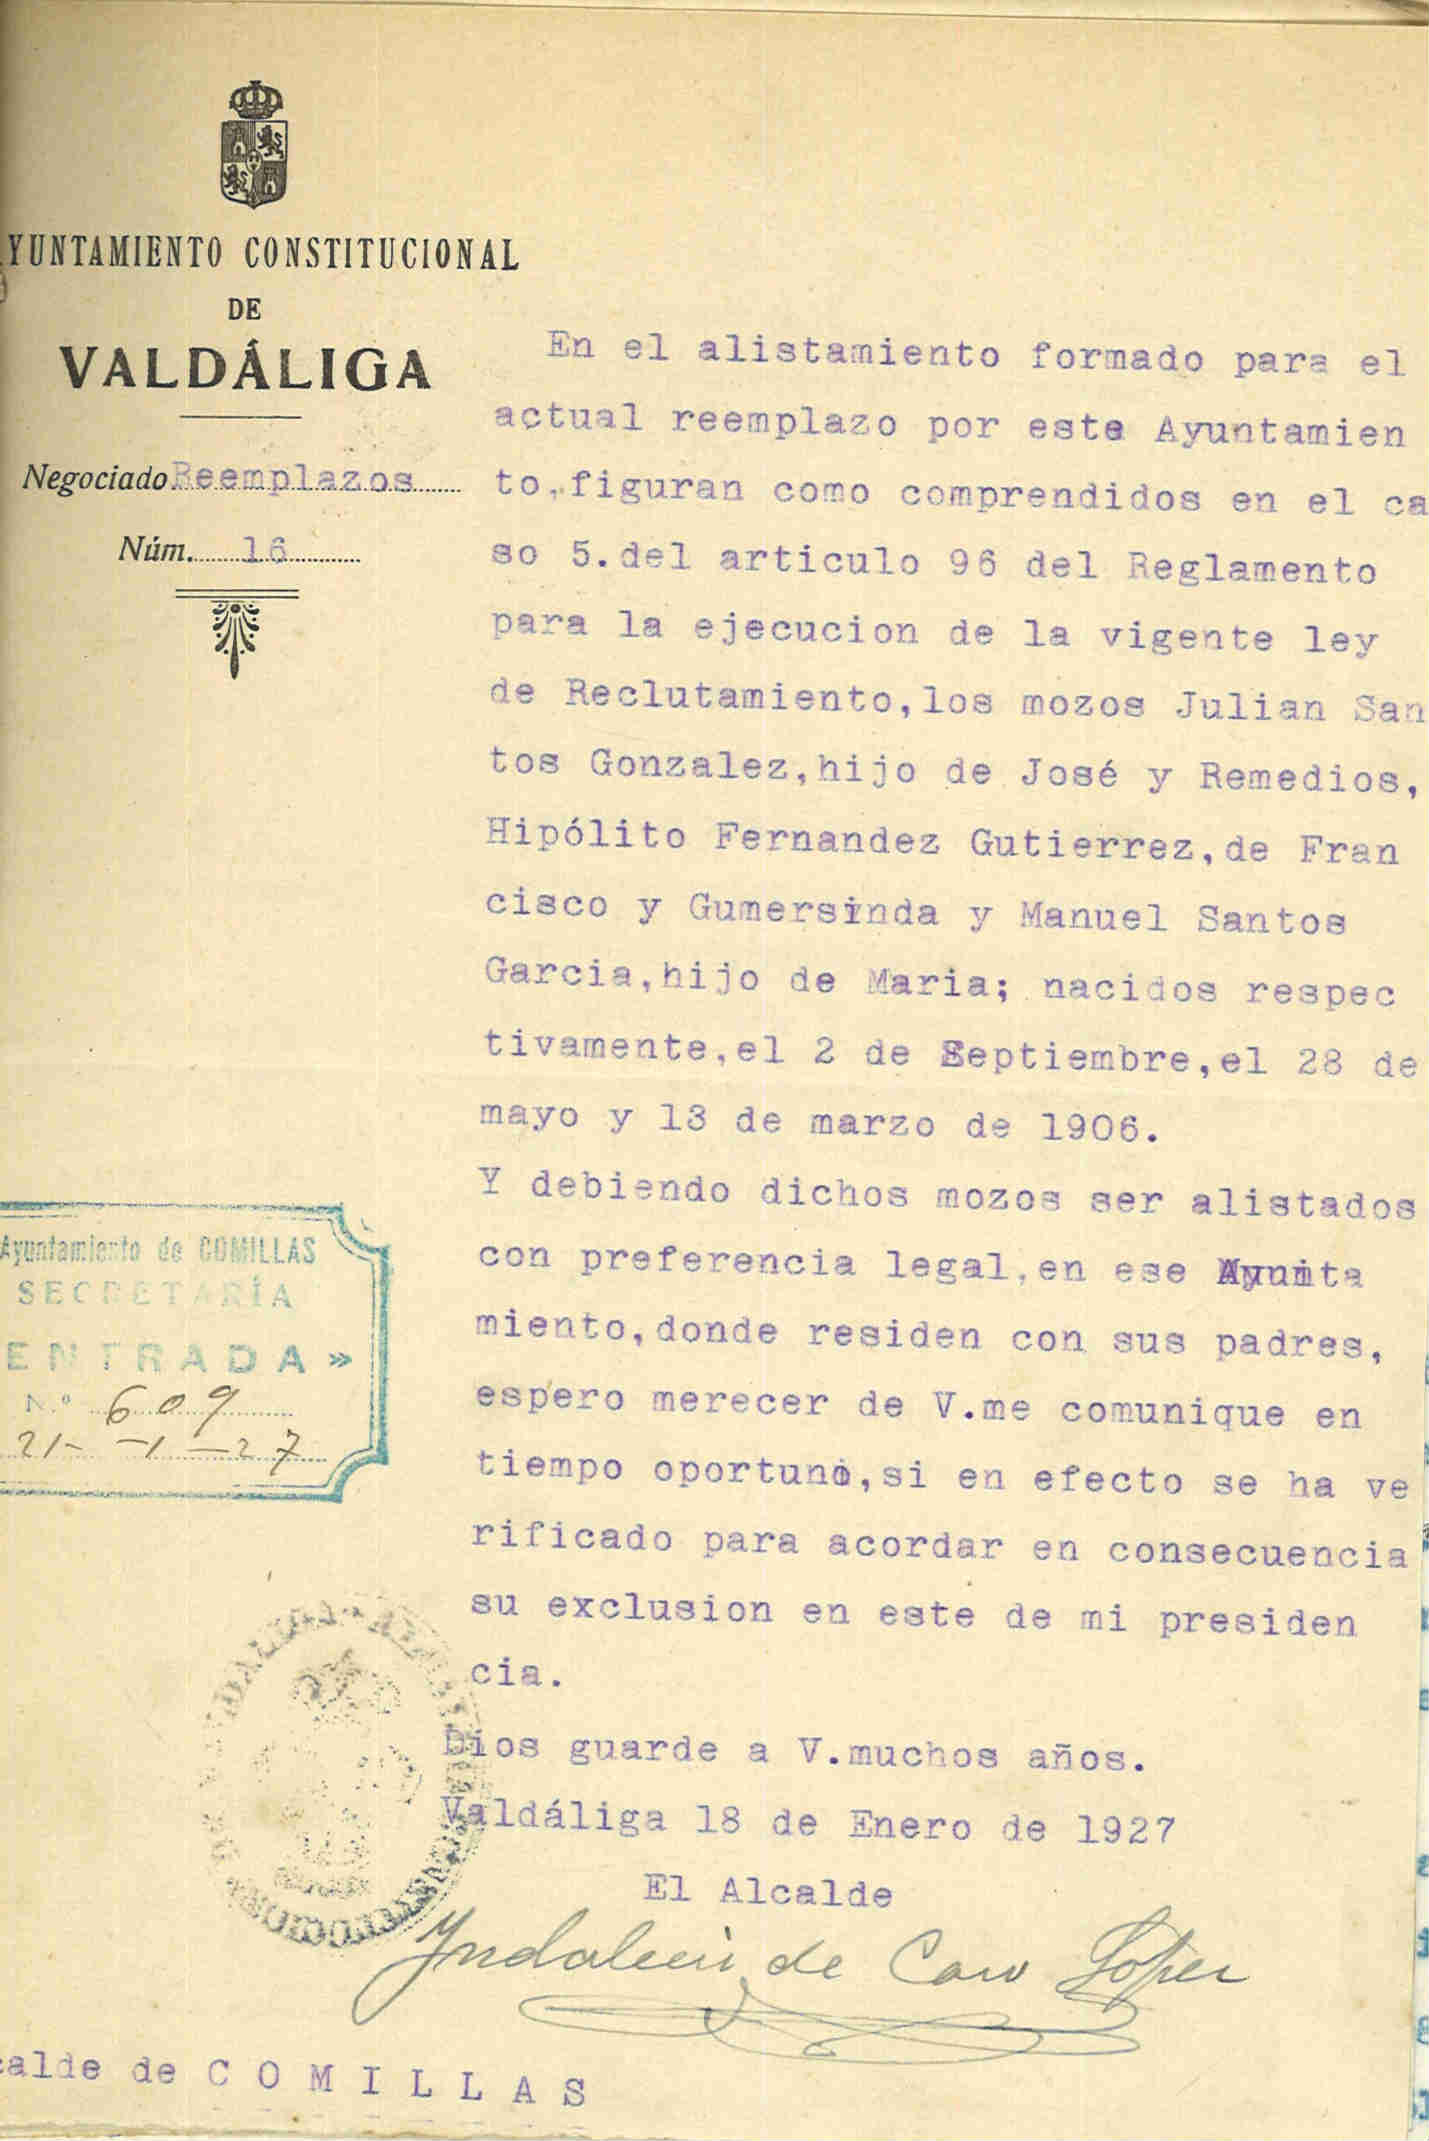 YUNTAMIENTO CONSTITUCIONAL
DE
VALDÁLIGA
Negociado Reemplazos
Núm. 16
En el alistamiento formado para el
actual reemplazo por este Ayuntamien
to, figuran como comprendidos en el ca
so 5. del articulo 96 del Reglamento
para la ejecucion de la vigente ley
de Reclutamiento, los mozos Julian San
tos Gonzalez, hijo de José y Remedios,
Hipólito Fernandez Gutierrez, de Fran
cisco y Gumersinda y Manuel Santos
Garcia, hijo de Maria; nacidos respec
tivamente, el 2 de Septiembre, el 28 de
mayo y 13 de marzo de 1906.
Y debiendo dichos mozos ser alistados
con preferencia legal, en ese Ayunta
miento, donde residen con sus padres,
espero merecer de V. me comunique en
tiempo oportuno, si en efecto se ha ve
rificado para acordar en consecuencia
su exclusion en este de mi presiden
cia.
Dios guarde a V. muchos años.
Valdáliga 18 de Enero de 1927
El Alcalde
Yndalecio de Caro López
Ayuntamiento de COMILLAS
SECRETARÍA
ENTRADA »
N.º 609
21-1-27
calde de COMILLAS